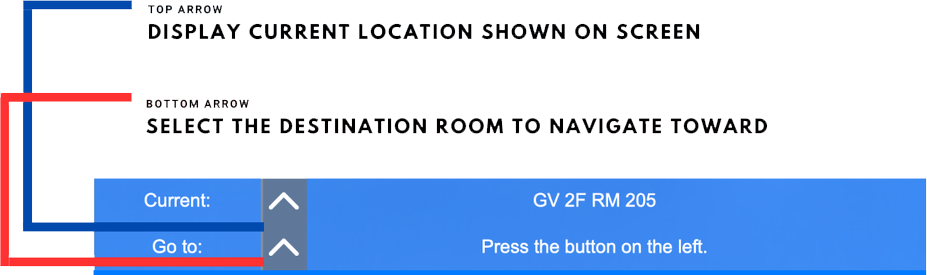 TOP ARROW
DISPLAY CURRENT LOCATION SHOWN ON SCREEN
BOTTOM ARROW
SELECT THE DESTINATION ROOM TO NAVIGATE TOWARD
Current: GV 2F RM 205
Go to: Press the button on the left.